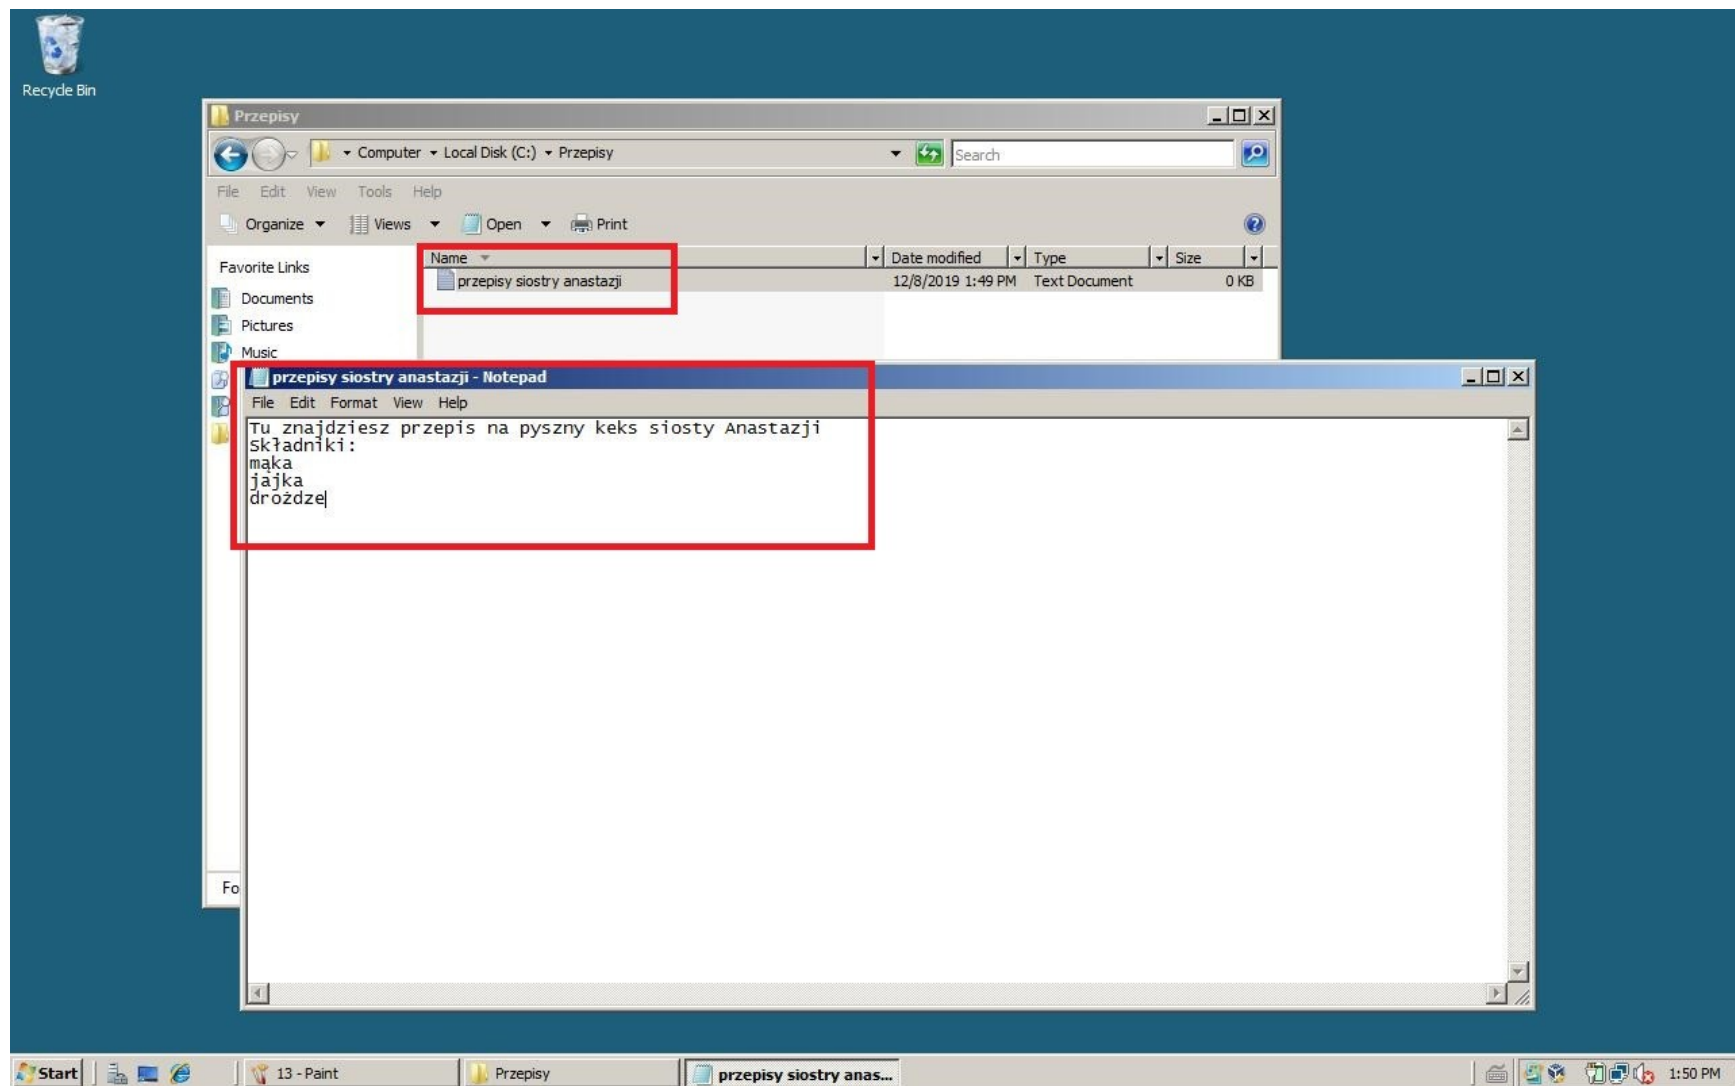 Recycle Bin
Przepisy
Computer Local Disk (C:) Przepisy
Search
File Edit View Tools Help
Organize Views Open Print
Favorite Links
Documents
Pictures
Music
Name Date modified Type Size
przepisy siostry anastazji 12/8/2019 1:49 PM Text Document 0 KB
przepisy siostry anastazji - Notepad
File Edit Format View Help
Tu znajdziesz przepis na pyszny keks siosty Anastazji
Składniki:
mąka
jajka
drożdze
Fo
Start 13 - Paint Przepisy przepisy siostry anas... 1:50 PM